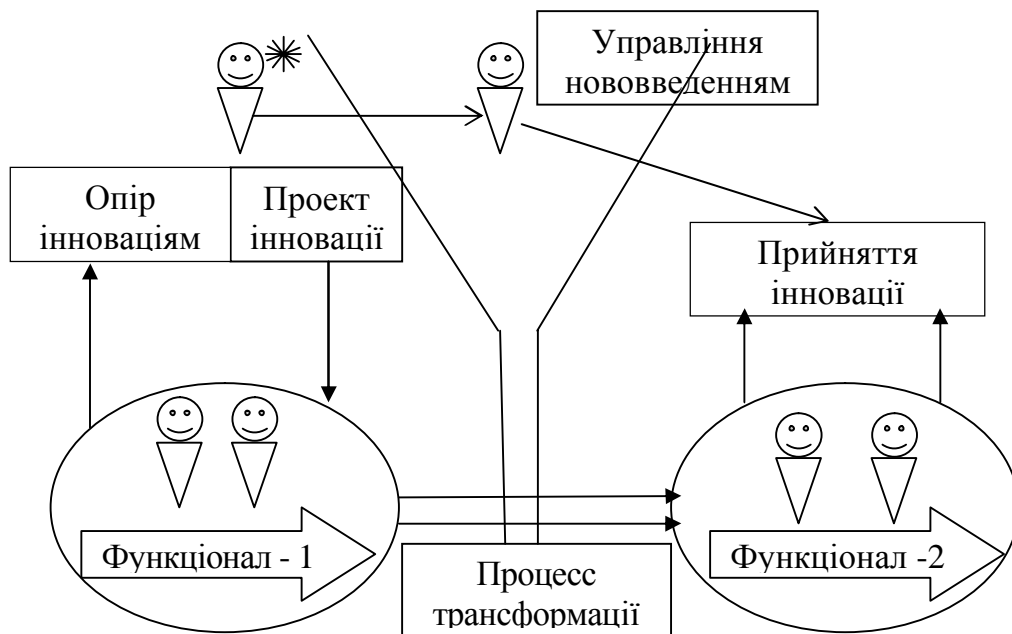 Управління
нововведенням
Опір
інноваціям
Проект
інновації
Прийняття
інновації
Функціонал - 1
Функціонал -2
Процесс
трансформації